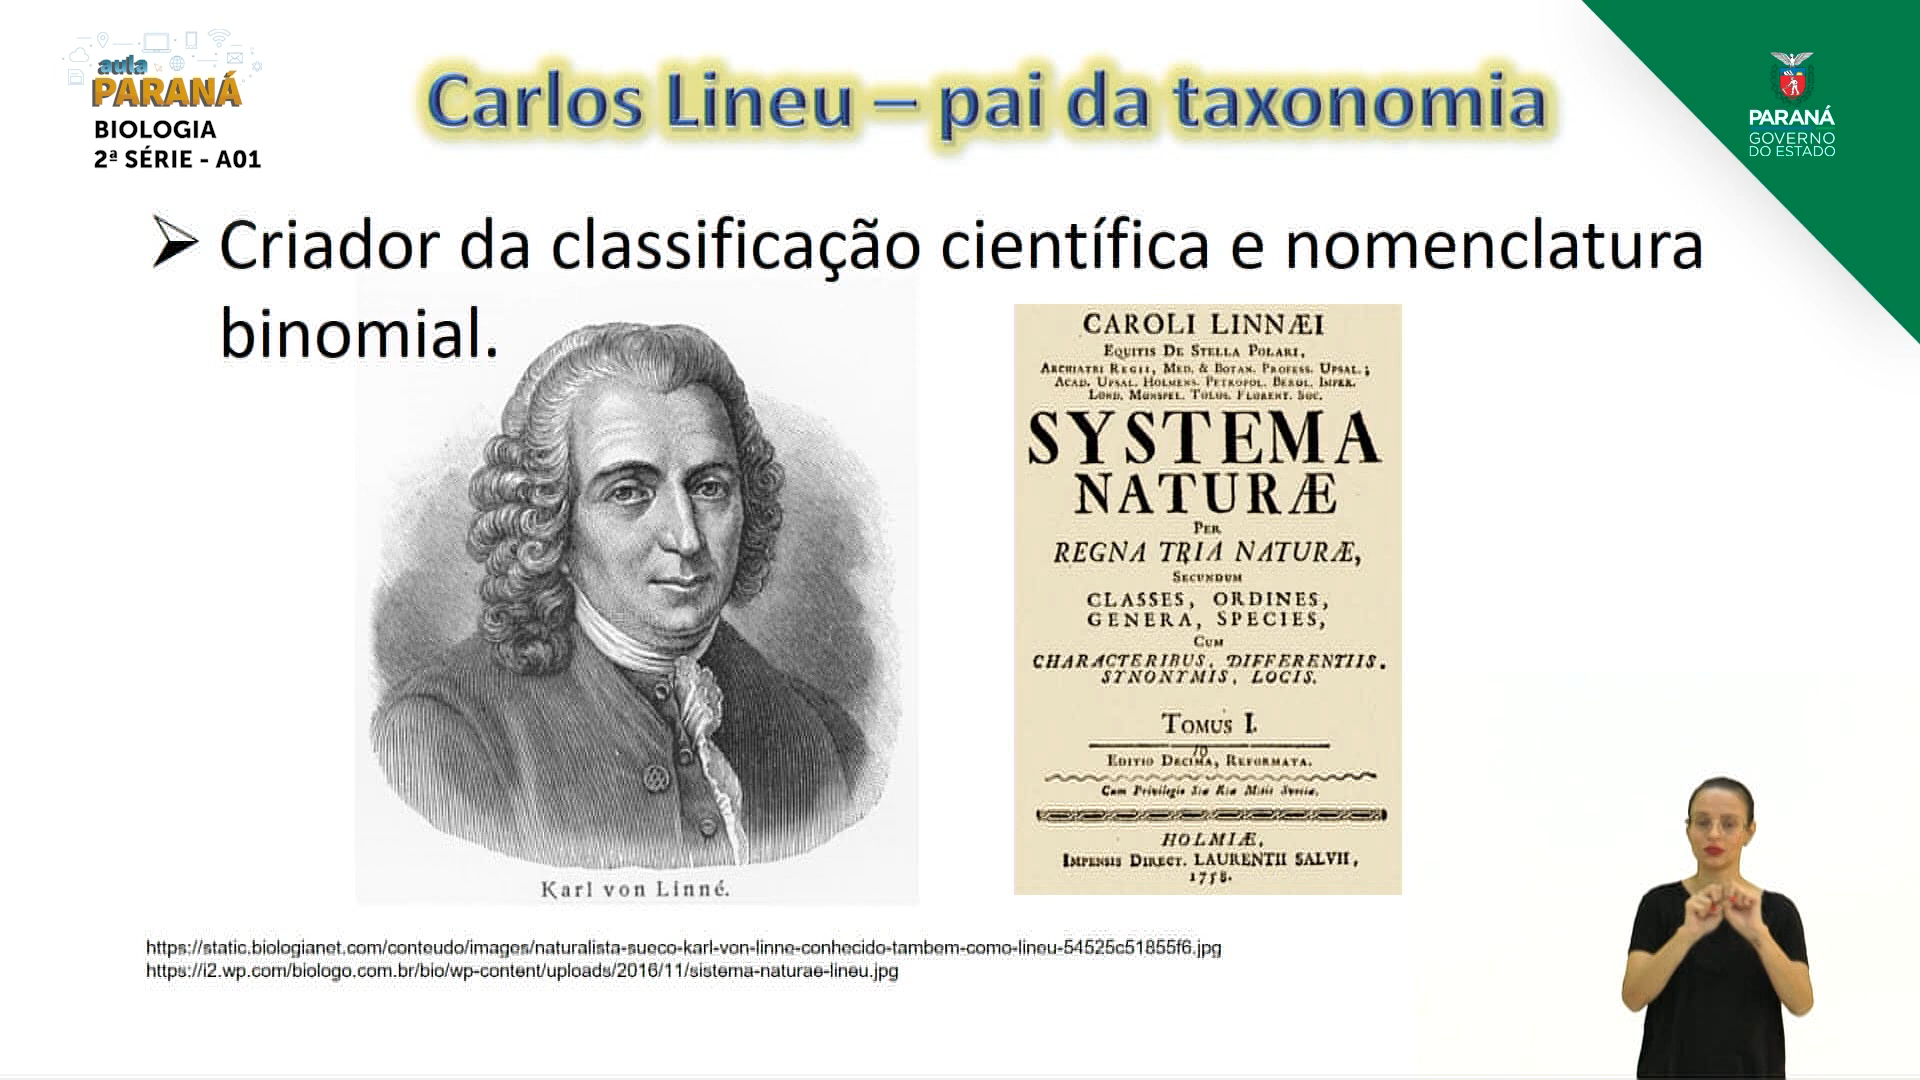 aula
PARANÁ
BIOLOGIA
2ª SÉRIE - A01
Carlos Lineu – pai da taxonomia
PARANÁ
GOVERNO
DO ESTADO
➢ Criador da classificação científica e nomenclatura
binomial.
Karl von Linné.
CAROLI LINNÆI
EQUITIS DE STELLA POLARI,
ARCHIATRI REGII, MED. & BOTAN. PROFESS. UPSAL.;
ACAD. UPSAL. HOLMENS. PETROPOL. BEROL. IMPER.
LOND. MONSPEL. TOLOS. FLORENT. SOC.
SYSTEMA
NATURÆ
PER
REGNA TRIA NATURÆ,
SECUNDUM
CLASSES, ORDINES,
GENERA, SPECIES,
CUM
CHARACTERIBUS, DIFFERENTIIS,
SYNONYMIS, LOCIS.
TOMUS I.
10
EDITIO DECIMA, REFORMATA.
Cum Privilegio
HOLMIÆ,
IMPENSIS DIRECT. LAURENTII SALVII,
1758.
https://static.biologianet.com/conteudo/images/naturalista-sueco-karl-von-linne-conhecido-tambem-como-lineu-54525c51855f6.jpg
https://i2.wp.com/biologo.com.br/bio/wp-content/uploads/2016/11/sistema-naturae-lineu.jpg